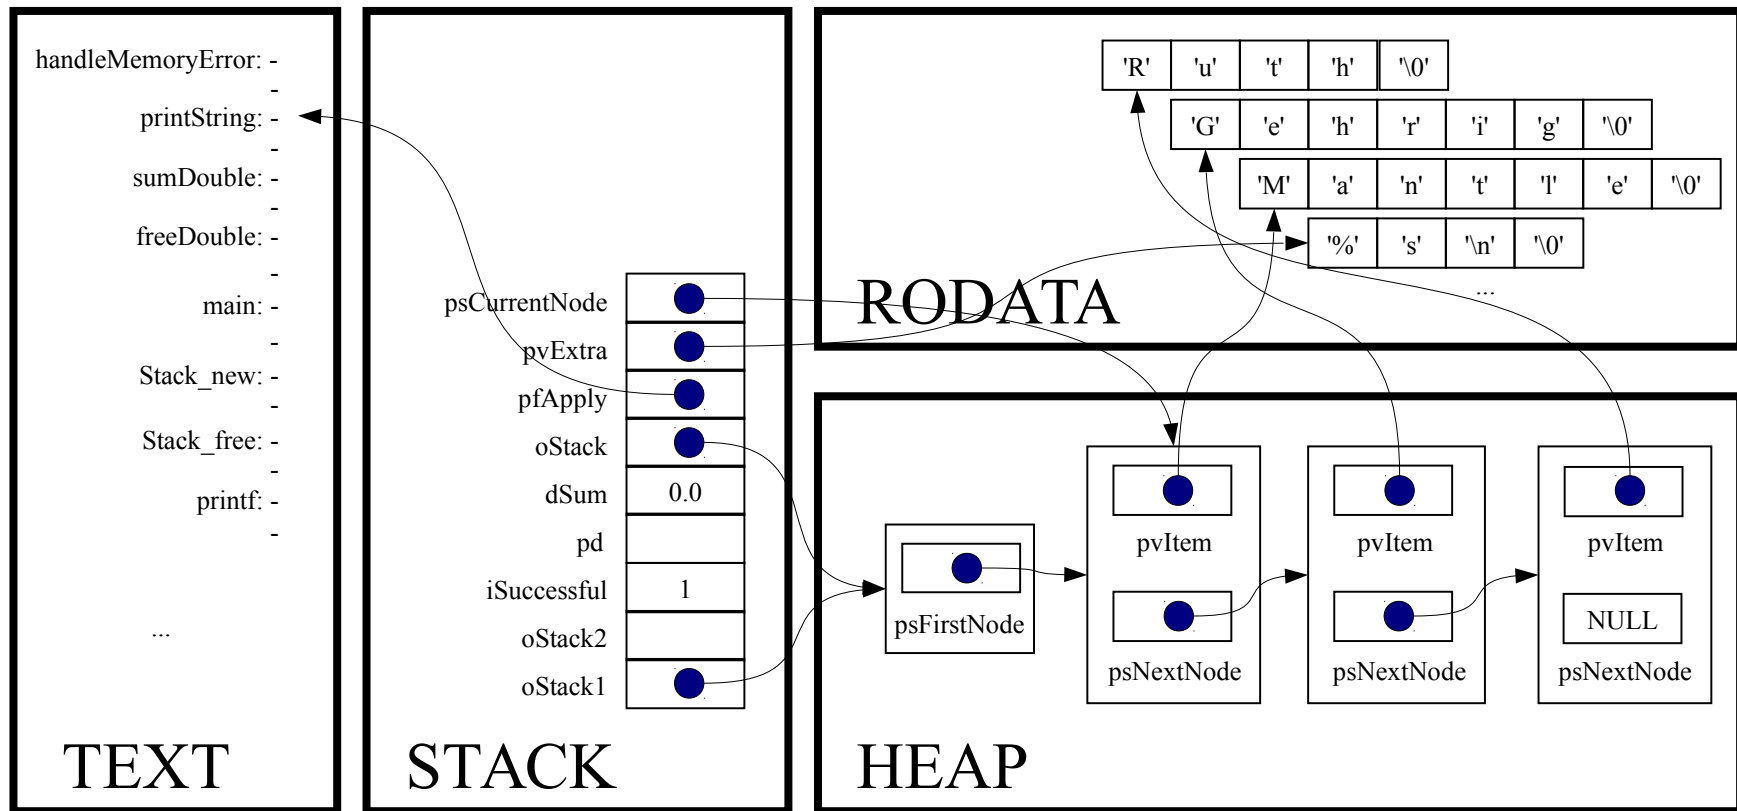 handleMemoryError: -
-
printString: -
-
sumDouble: -
-
freeDouble: -
-
main: -
-
Stack_new: -
-
Stack_free: -
-
printf: -
-
...
TEXT
psCurrentNode
pvExtra
pfApply
oStack
dSum 0.0
pd
iSuccessful 1
oStack2
oStack1
STACK
'R' 'u' 't' 'h' '\0'
'G' 'e' 'h' 'r' 'i' 'g' '\0'
'M' 'a' 'n' 't' 'l' 'e' '\0'
'%' 's' '\n' '\0'
...
RODATA
psFirstNode
pvItem
psNextNode
pvItem
psNextNode
pvItem
NULL
psNextNode
HEAP